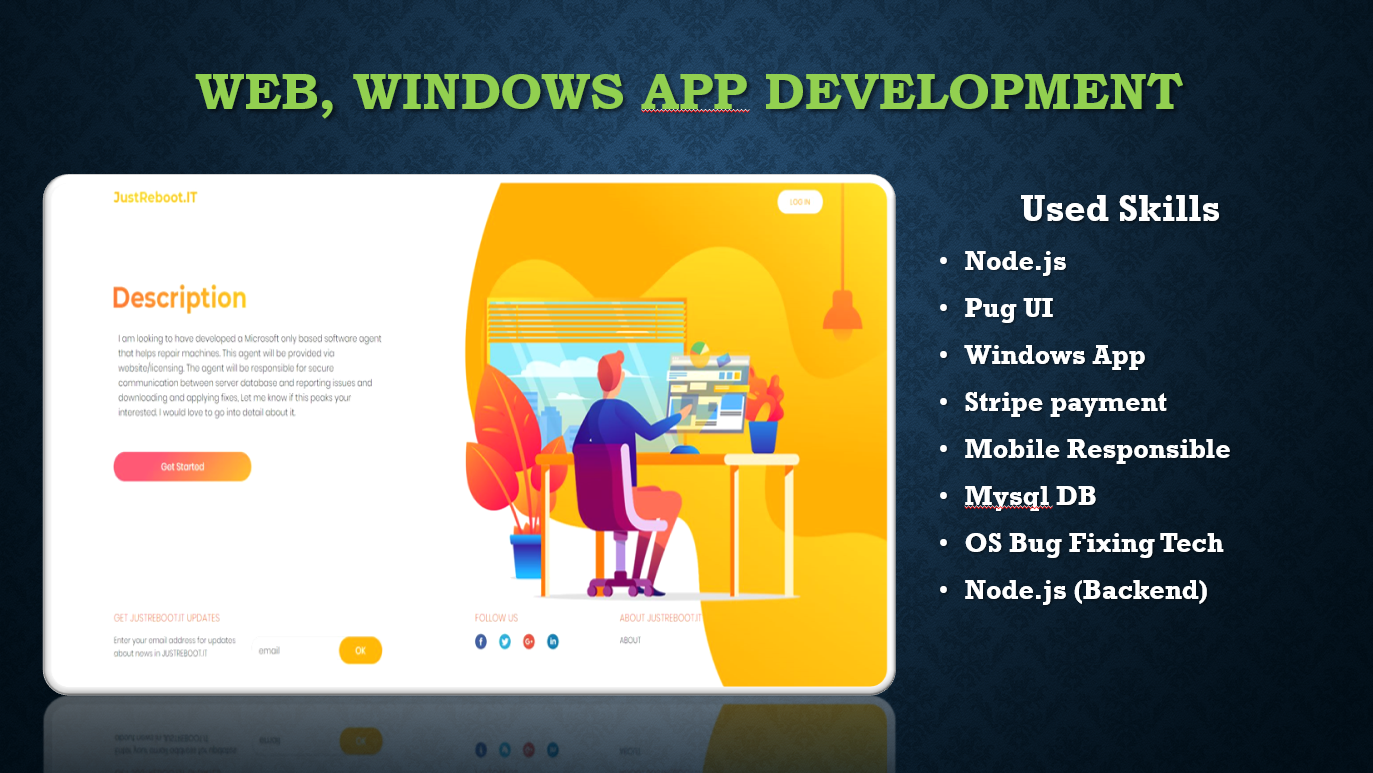 WEB, WINDOWS APP DEVELOPMENT
JustReboot.IT
LOG IN
Description
I am looking to have developed a Microsoft only based software agent
that helps repair machines. This agent will be provided via
website/licensing. The agent will be responsible for secure
communication between server database and reporting issues and
downloading and applying fixes, Let me know if this peaks your
interested. I would love to go into detail about it.
Get Started
GET JUSTREBOOT.IT UPDATES
Enter your email address for updates
about news in JUSTREBOOT.IT
email
OK
FOLLOW US
ABOUT JUSTREBOOT.IT
ABOUT
Used Skills
• Node.js
• Pug UI
• Windows App
• Stripe payment
• Mobile Responsible
• Mysql DB
• OS Bug Fixing Tech
• Node.js (Backend)